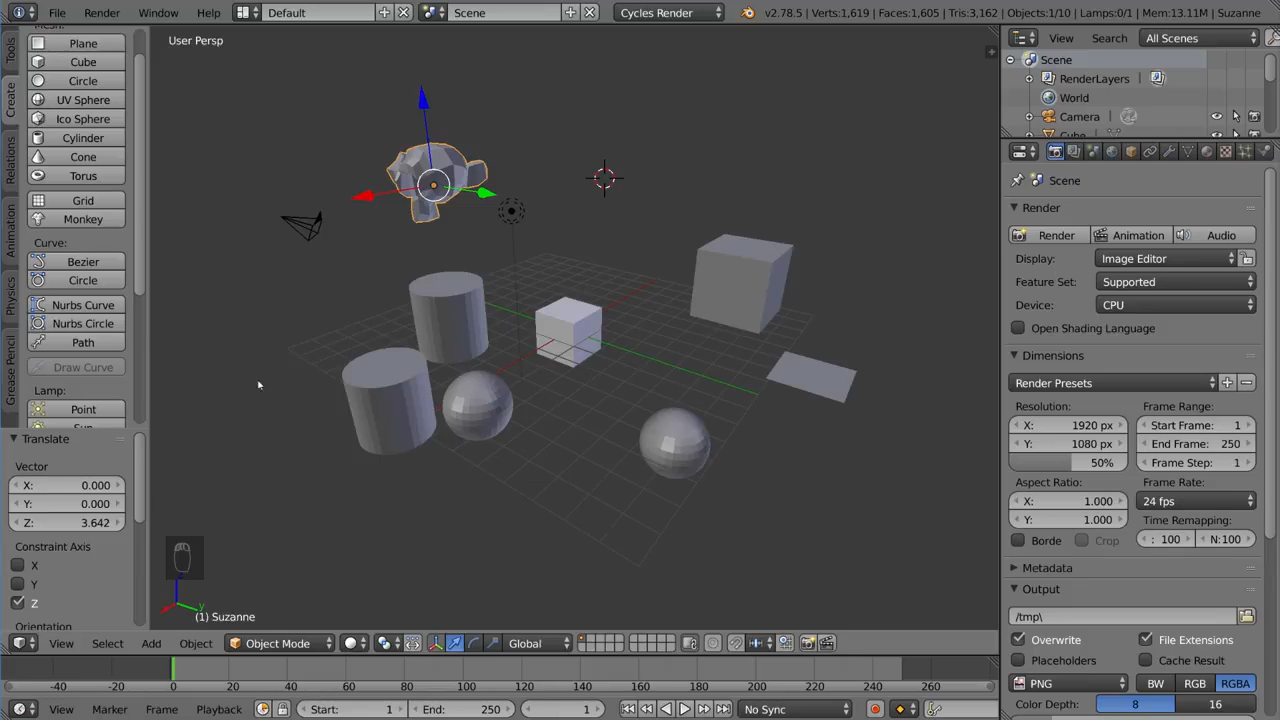 File Render Window Help Default Scene Cycles Render v2.78.5 | Verts:1,619 | Faces:1,605 | Tris:3,162 | Objects:1/10 | Lamps:0/1 | Mem:13.11M | Suzanne
Tools
Create
Relations
Animation
Physics
Grease Pencil
Plane
Cube
Circle
UV Sphere
Ico Sphere
Cylinder
Cone
Torus
Grid
Monkey
Curve:
Bezier
Circle
Nurbs Curve
Nurbs Circle
Path
Draw Curve
Lamp:
Point
Translate
Vector
X: 0.000
Y: 0.000
Z: 3.642
Constraint Axis
X
Y
Z
Orientation
User Persp
y
(1) Suzanne
View Select Add Object Object Mode Global
-40 -20 0 20 40 60 80 100 120 140 160 180 200 220 240 260
View Marker Frame Playback Start: 1 End: 250 1 No Sync
View Search All Scenes
Scene
RenderLayers
World
Camera
Cube
Scene
Render
Render Animation Audio
Display: Image Editor
Feature Set: Supported
Device: CPU
Open Shading Language
Dimensions
Render Presets
Resolution: Frame Range:
X: 1920 px Start Frame: 1
Y: 1080 px End Frame: 250
50% Frame Step: 1
Aspect Ratio: Frame Rate:
X: 1.000 24 fps
Y: 1.000 Time Remapping:
Borde Crop : 100 N:100
Metadata
Output
/tmp\
Overwrite File Extensions
Placeholders Cache Result
PNG BW RGB RGBA
Color Depth: 8 16